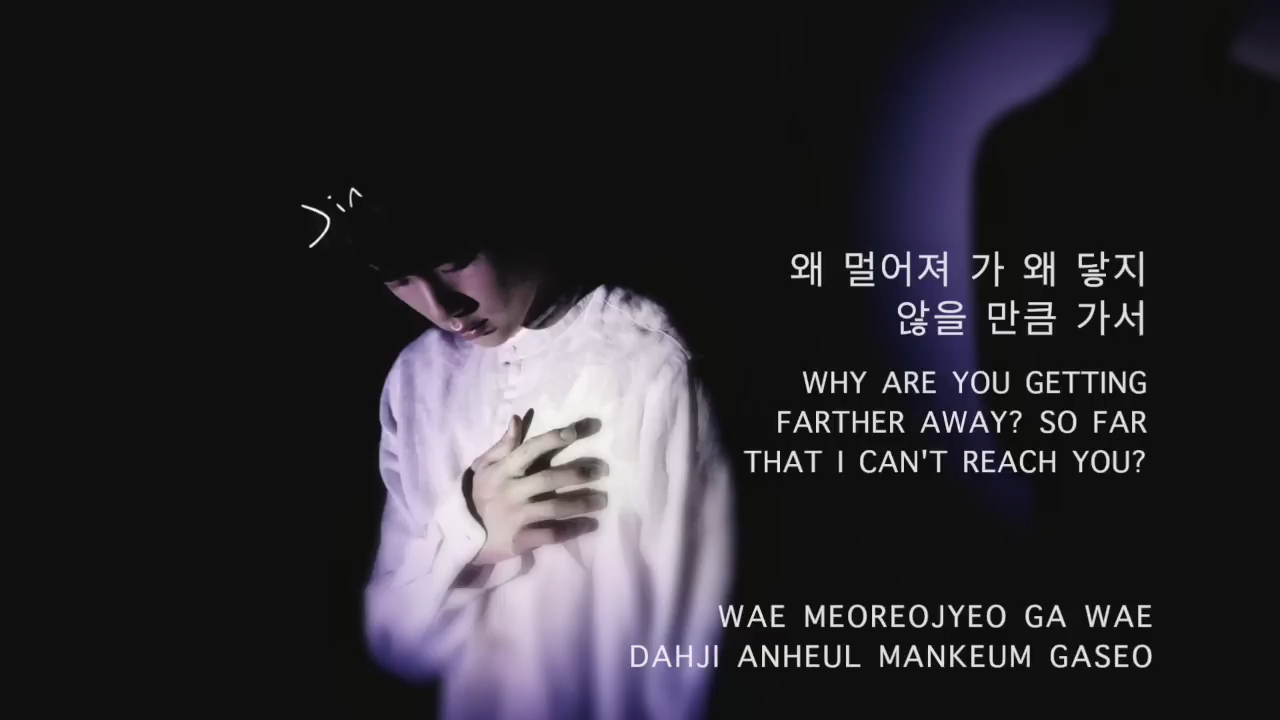 Jin
왜 멀어져 가 왜 닿지
않을 만큼 가서
WHY ARE YOU GETTING
FARTHER AWAY? SO FAR
THAT I CAN'T REACH YOU?
WAE MEOREOJYEO GA WAE
DAHJI ANHEUL MANKEUM GASEO